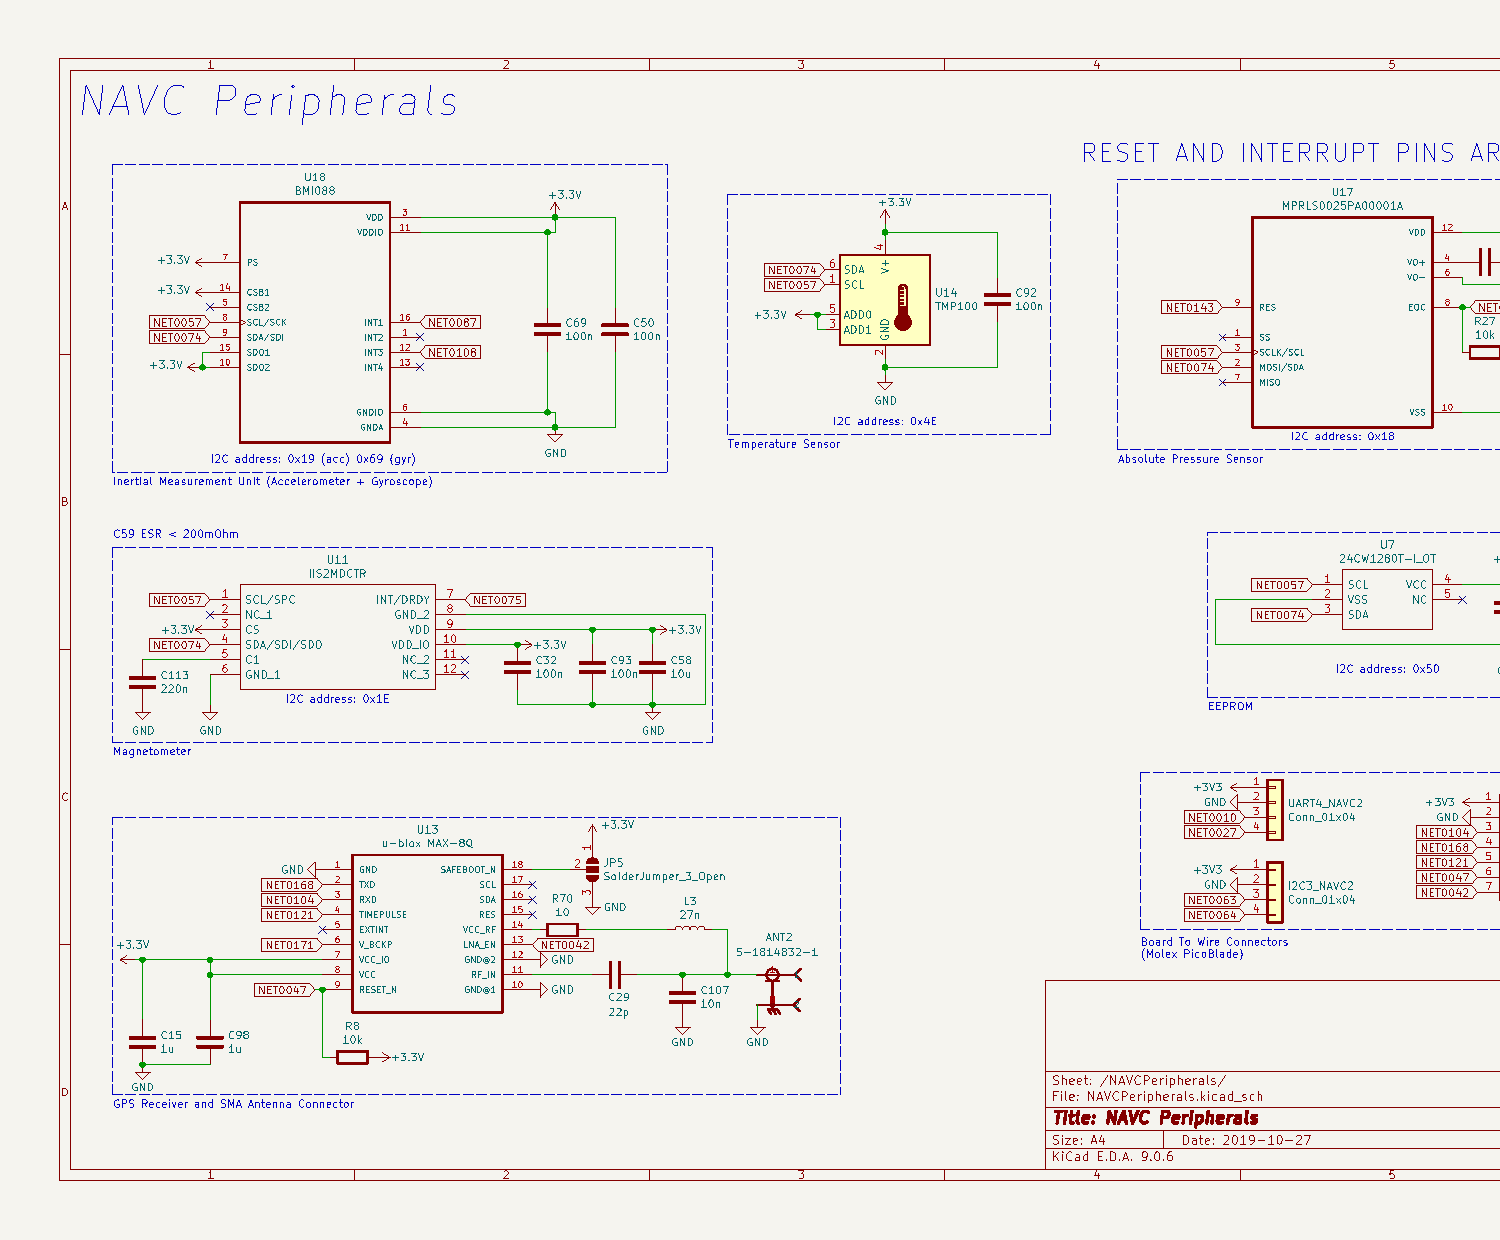 1 2 3 4 5
NAVC Peripherals
RESET AND INTERRUPT PINS AR
A
B
C
D
U18
BMI088
+3.3V
VDD 3
VDDIO 11
+3.3V 7 PS
+3.3V 14 CSB1
5 CSB2
NET0057 8 SCL/SCK
NET0074 9 SDA/SDI
15 SDO1
+3.3V 10 SDO2
INT1 16 NET0087
INT2 1
INT3 12 NET0108
INT4 13
GNDIO 6
GNDA 4
C69
100n
C50
100n
GND
I2C address: 0x19 (acc) 0x69 (gyr)
Inertial Measurement Unit (Accelerometer + Gyroscope)
+3.3V
4
V+
NET0074 6 SDA
NET0057 1 SCL
+3.3V 5 ADD0
3 ADD1
GND
2
U14
TMP100
C92
100n
GND
I2C address: 0x4E
Temperature Sensor
U17
MPRLS0025PA00001A
VDD 12
VO+ 4
VO- 6
NET0143 9 RES
EOC 8 NET
R27
10k
1 SS
NET0057 3 SCLK/SCL
NET0074 2 MOSI/SDA
7 MISO
VSS 10
I2C address: 0x18
Absolute Pressure Sensor
C59 ESR < 200mOhm
U11
IIS2MDCTR
NET0057 1 SCL/SPC
2 NC_1
+3.3V 3 CS
NET0074 4 SDA/SDI/SDO
5 C1
6 GND_1
INT/DRDY 7 NET0075
GND_2 8
VDD 9 +3.3V
VDD_IO 10 +3.3V
NC_2 11
NC_3 12
C113
220n
C32
100n
C93
100n
C58
10u
GND
GND
GND
I2C address: 0x1E
Magnetometer
U7
24CW1280T-I_OT
NET0057 1 SCL
2 VSS
NET0074 3 SDA
VCC 4
NC 5
I2C address: 0x50
EEPROM
+3V3 1
GND 2
NET0010 3
NET0027 4
UART4_NAVC2
Conn_01x04
+3V3 1
GND 2
NET0063 3
NET0064 4
I2C3_NAVC2
Conn_01x04
+3V3 1
GND 2
NET0104 3
NET0168 4
NET0121 5
NET0047 6
NET0042 7
Board To Wire Connectors
(Molex PicoBlade)
U13
u-blox MAX-8Q
GND 1 GND
NET0168 2 TXD
NET0104 3 RXD
NET0121 4 TIMEPULSE
5 EXTINT
NET0171 6 V_BCKP
+3.3V 7 VCC_IO
8 VCC
NET0047 9 RESET_N
SAFEBOOT_N 18
SCL 17
SDA 16
RES 15
VCC_RF 14
LNA_EN 13 NET0042
GND@2 12 GND
RF_IN 11
GND@1 10 GND
+3.3V
1
2
3
JP5
SolderJumper_3_Open
GND
R70
10
L3
27n
ANT2
5-1814832-1
C29
22p
C107
10n
GND
GND
C15
1u
C98
1u
GND
R8
10k
+3.3V
GPS Receiver and SMA Antenna Connector
Sheet: /NAVCPeripherals/
File: NAVCPeripherals.kicad_sch
Title: NAVC Peripherals
Size: A4
Date: 2019-10-27
KiCad E.D.A. 9.0.6
1 2 3 4 5